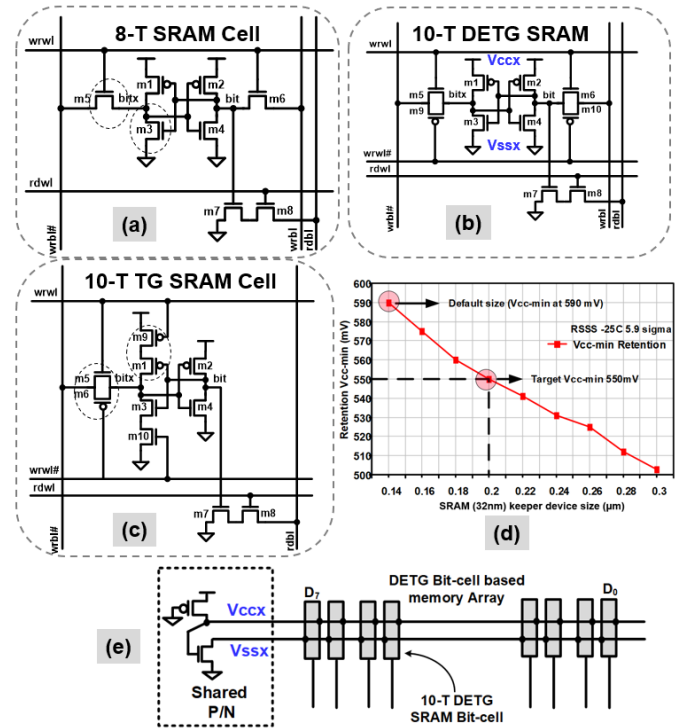 8-T SRAM Cell
wrwl
m5
bitx
m1
m2
bit
m6
m3
m4
rdwl
m7
m8
wrbl#
wrbl
rdbl
(a)
10-T DETG SRAM
wrwl
Vccx
m5
m9
bitx
m1
m2
bit
m6
m10
m3
m4
Vssx
wrwl#
rdwl
m7
m8
wrbl#
wrbl
rdbl
(b)
10-T TG SRAM Cell
wrwl
m9
m5
m6
bitx
m1
m2
bit
m3
m4
m10
wrwl#
rdwl
m7
m8
wrbl#
rdbl
(c)
Retention Vcc-min (mV)
600
590
580
570
560
550
540
530
520
510
500
Default size (Vcc-min at 590 mV)
RSSS -25C 5.9 sigma
Vcc-min Retention
Target Vcc-min 550mV
0.14 0.16 0.18 0.2 0.22 0.24 0.26 0.28 0.3
SRAM (32nm) keeper device size (µm)
(d)
(e)
Vccx
Vssx
Shared
P/N
D7
DETG Bit-cell based
memory Array
D0
10-T DETG
SRAM Bit-cell